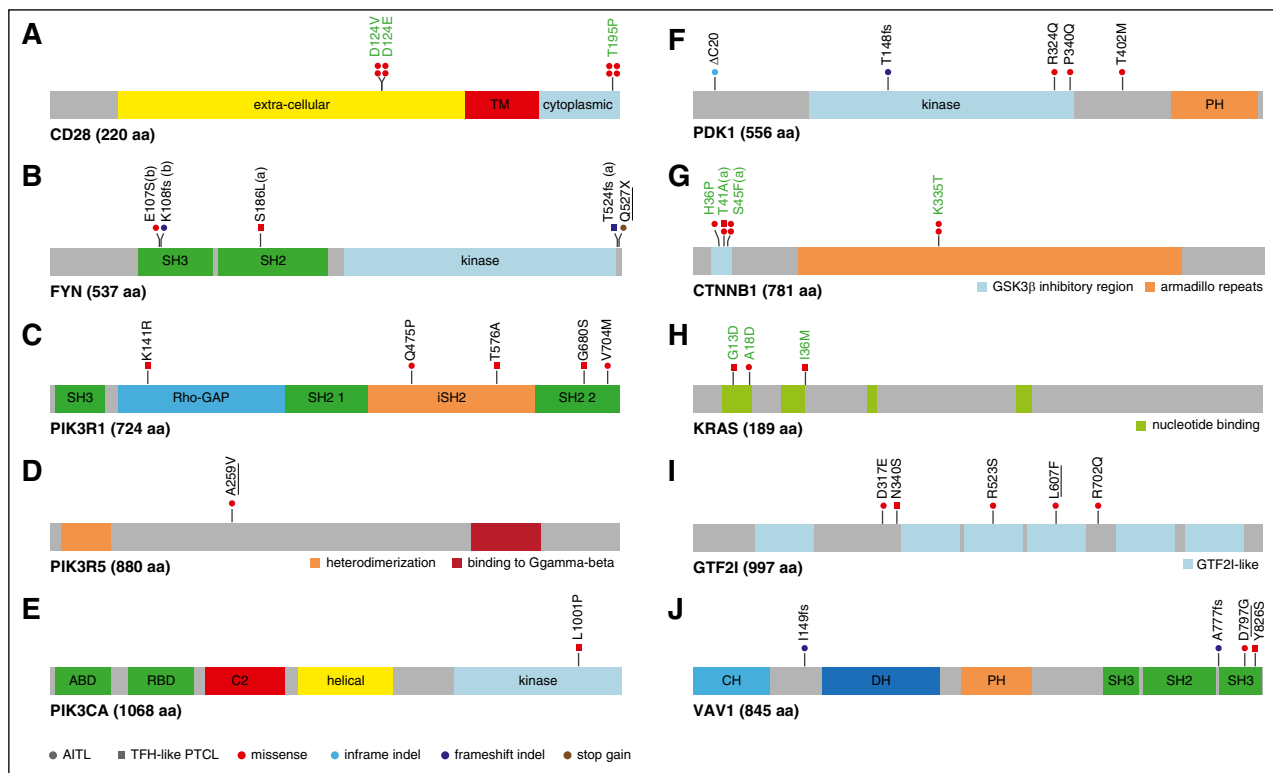 A
D124V
D124E
T195P
extra-cellular
TM
cytoplasmic
CD28 (220 aa)
B
E107S(b)
K108fs (b)
S186L(a)
T524fs (a)
Q527X
SH3
SH2
kinase
FYN (537 aa)
C
K141R
Q475P
T576A
G680S
V704M
SH3
Rho-GAP
SH2 1
iSH2
SH2 2
PIK3R1 (724 aa)
D
A259V
PIK3R5 (880 aa)
heterodimerization
binding to Ggamma-beta
E
L1001P
ABD
RBD
C2
helical
kinase
PIK3CA (1068 aa)
AITL
TFH-like PTCL
missense
inframe indel
frameshift indel
stop gain
F
ΔC20
T148fs
R324Q
P340Q
T402M
kinase
PH
PDK1 (556 aa)
G
H36P
T41A(a)
S45F(a)
K335T
CTNNB1 (781 aa)
GSK3β inhibitory region
armadillo repeats
H
G13D
A18D
I36M
KRAS (189 aa)
nucleotide binding
I
D317E
N340S
R523S
L607F
R702Q
GTF2I (997 aa)
GTF2I-like
J
I149fs
A777fs
D797G
Y826S
CH
DH
PH
SH3
SH2
SH3
VAV1 (845 aa)